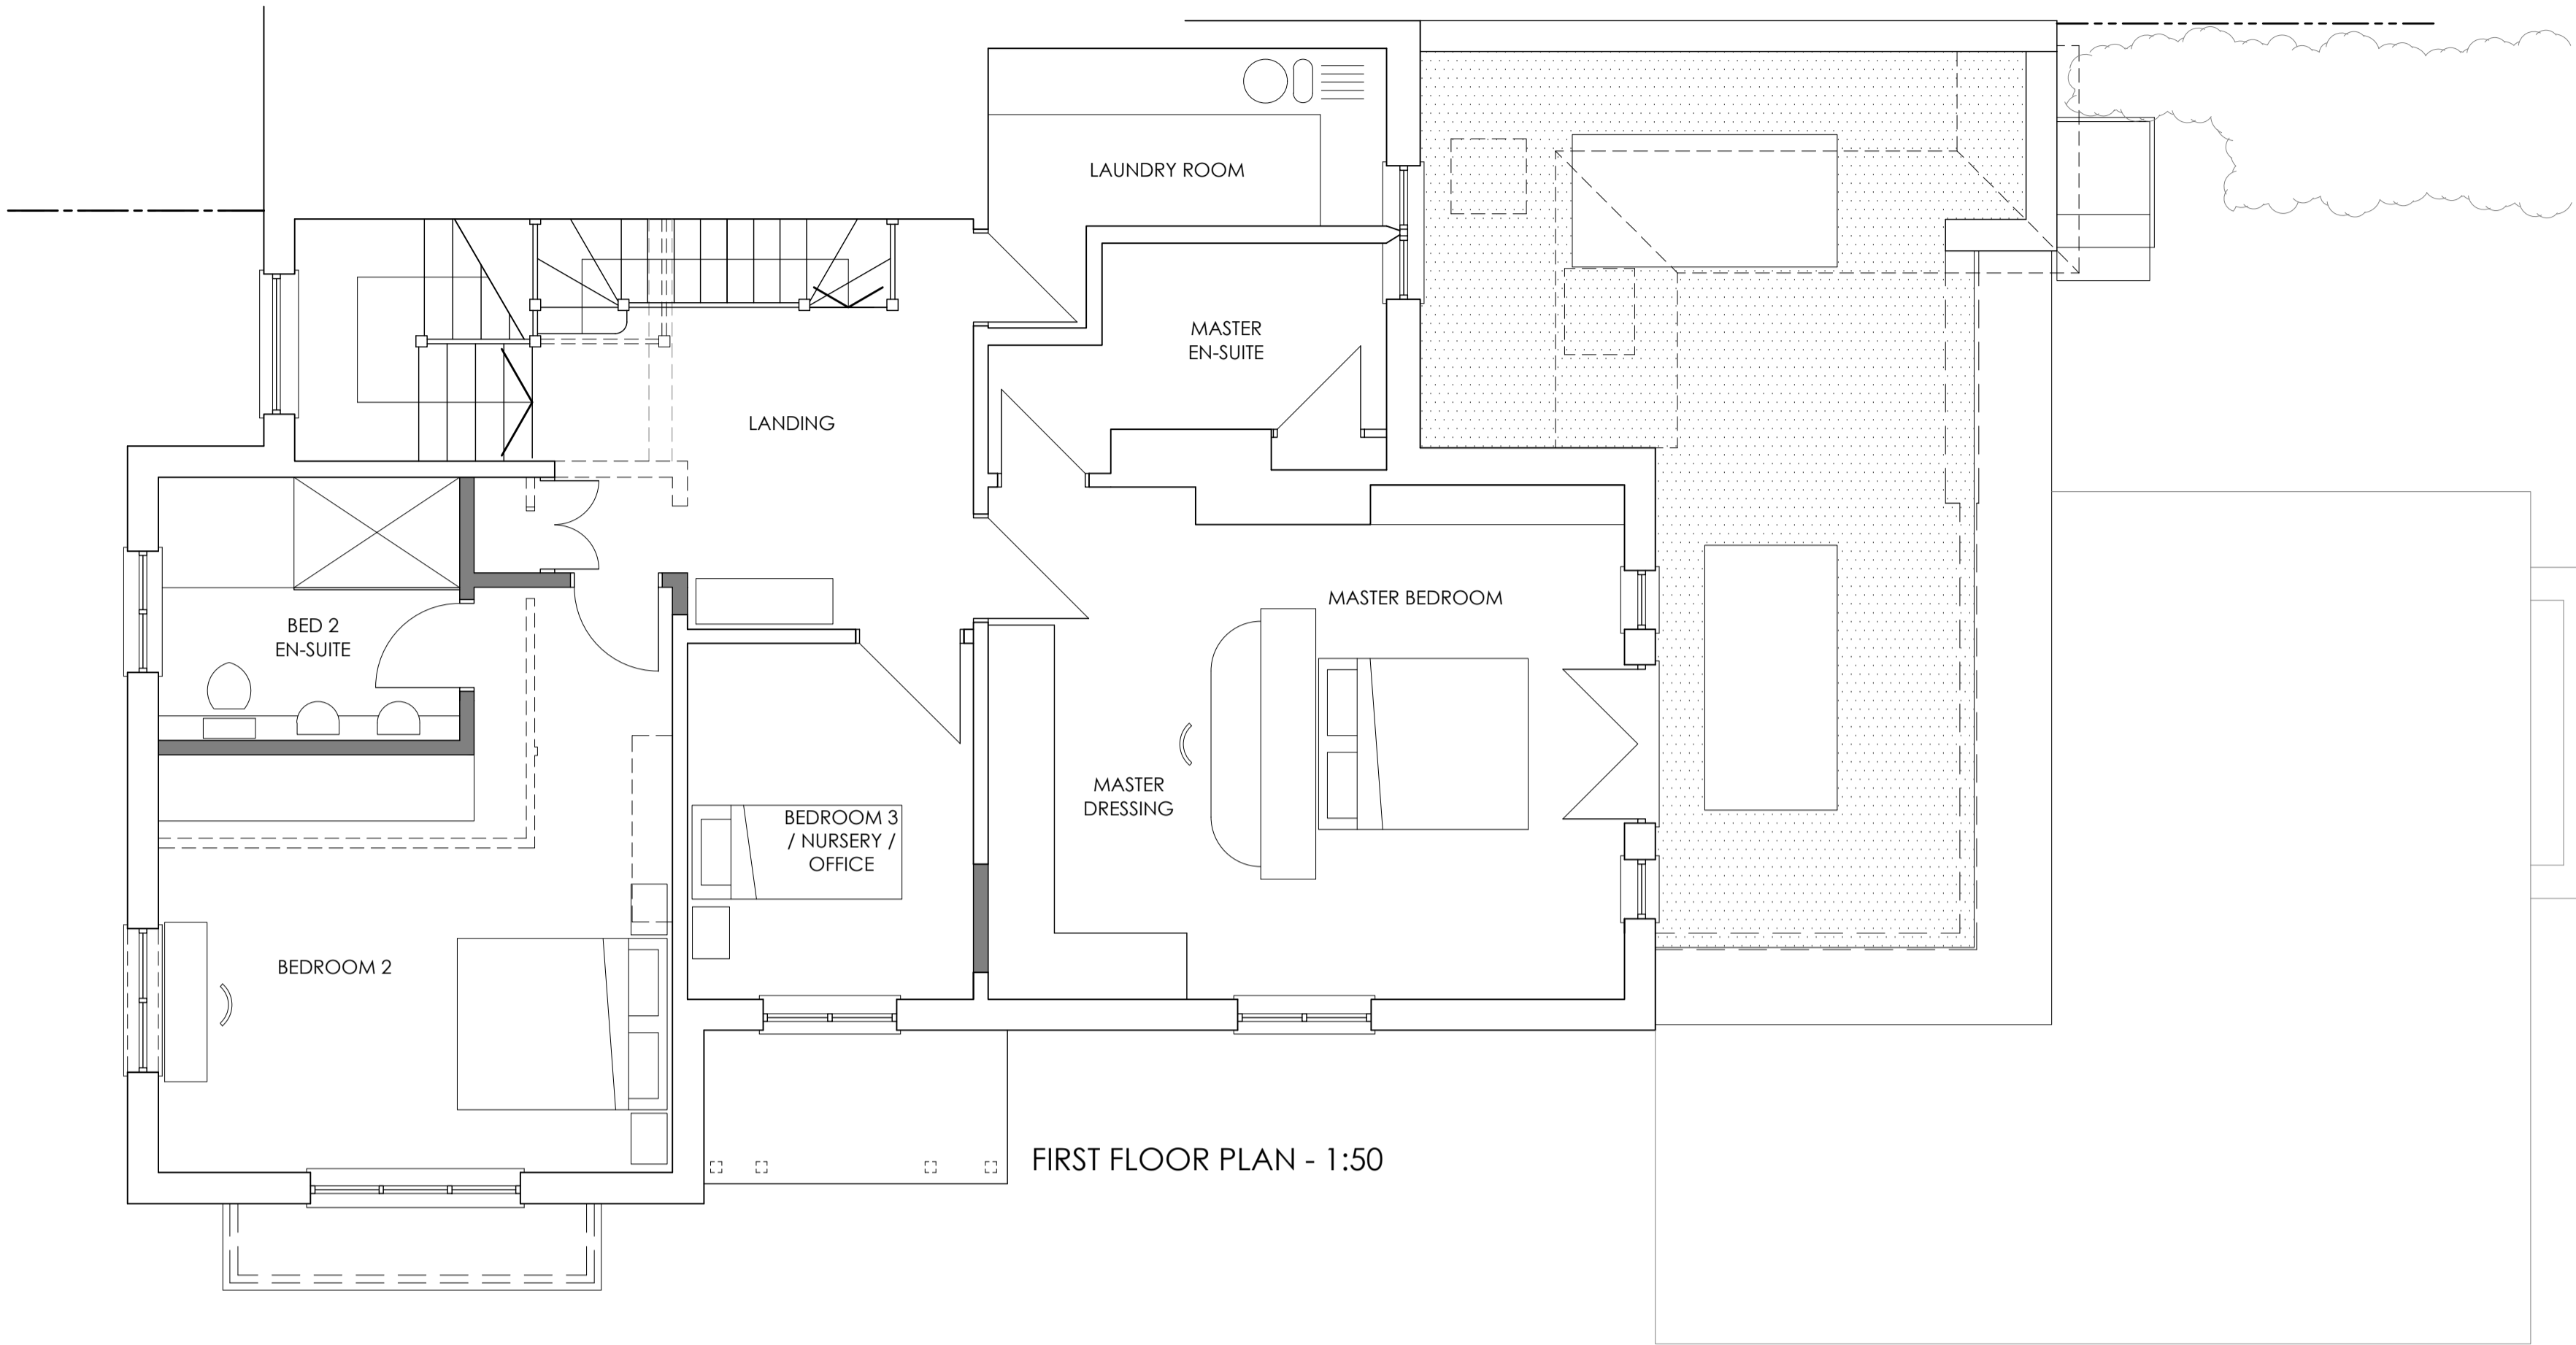 LAUNDRY ROOM
MASTER
EN-SUITE
LANDING
MASTER BEDROOM
BED 2
EN-SUITE
MASTER
DRESSING
BEDROOM 3
/ NURSERY /
OFFICE
BEDROOM 2
FIRST FLOOR PLAN - 1:50